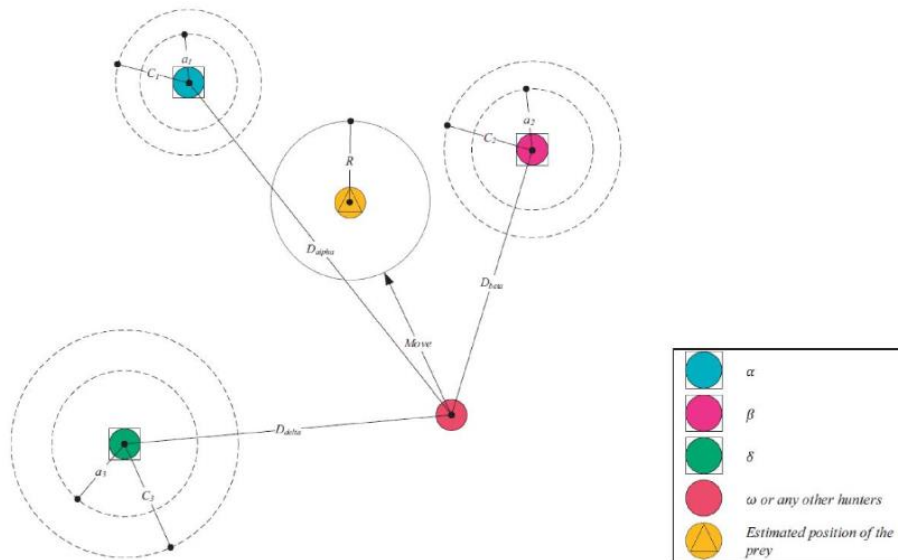 a1
C1
a2
C2
R
Dalpha
Dbeta
Move
Ddelta
a3
C3
α
β
δ
ω or any other hunters
Estimated position of the
prey